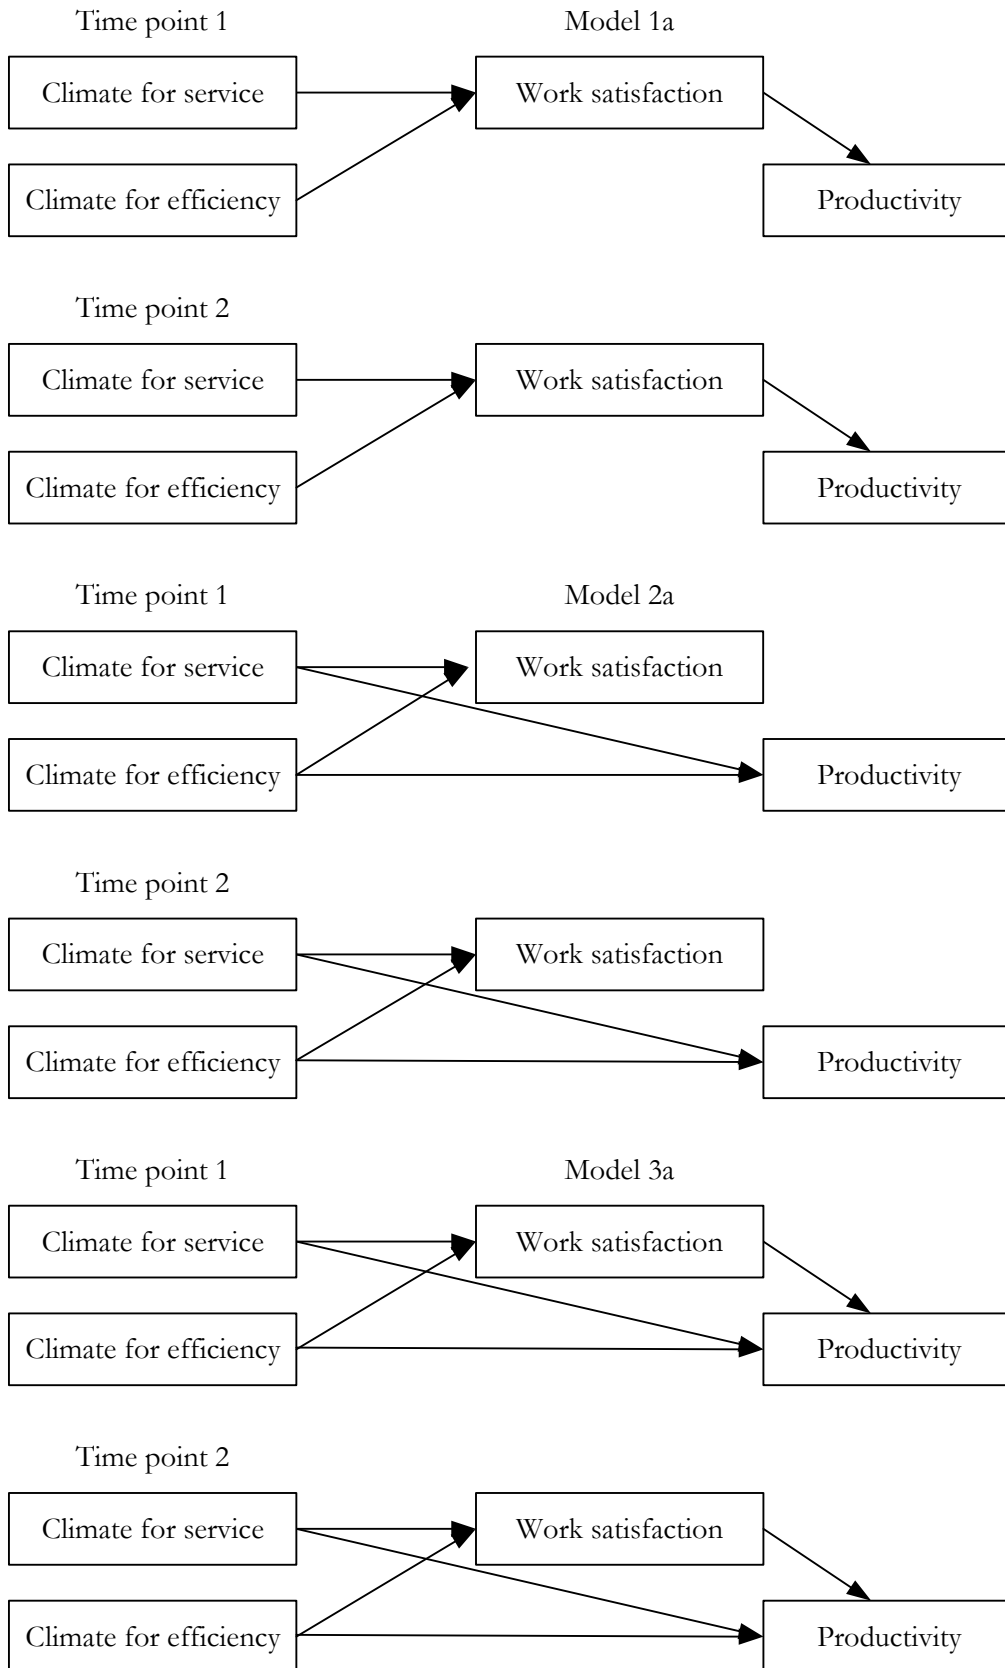 Time point 1
Model 1a
Climate for service
Work satisfaction
Climate for efficiency
Productivity
Time point 2
Climate for service
Work satisfaction
Climate for efficiency
Productivity
Time point 1
Model 2a
Climate for service
Work satisfaction
Climate for efficiency
Productivity
Time point 2
Climate for service
Work satisfaction
Climate for efficiency
Productivity
Time point 1
Model 3a
Climate for service
Work satisfaction
Climate for efficiency
Productivity
Time point 2
Climate for service
Work satisfaction
Climate for efficiency
Productivity